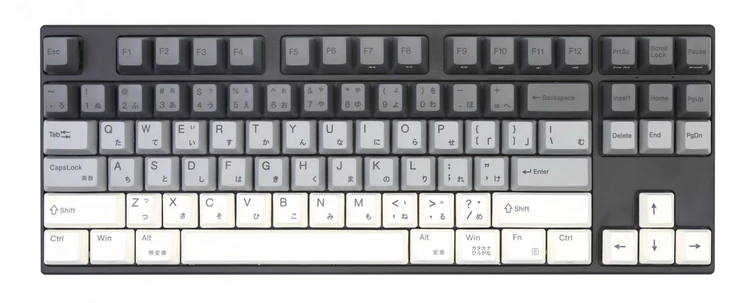 Esc F1 F2 F3 F4 F5 F6 F7 F8 F9 F10 F11 F12 PrtSc Scroll Lock Pause
~ ` ろ ! 1 ぬ @ 2 ふ # 3 あ $ 4 う % 5 え ^ 6 お & 7 や * 8 ゆ ( 9 よ ) 0 わ - ほ + = へ ← Backspace Insert Home PgUp
Tab Q た W て E い R す T か Y ん U な I に O ら P せ { [ 「 } ] 」 | \ む Delete End PgDn
CapsLock 英数 A ち S と D し F は G き H く J ま K の L り : ; れ " ' け Enter
Shift Z つ X さ C そ V ひ B こ N み M も < , ね > . る ? / め Shift ↑
Ctrl Win Alt 無変換 Alt 変換 Win カタカナ ひらがな Fn Ctrl ← ↓ →